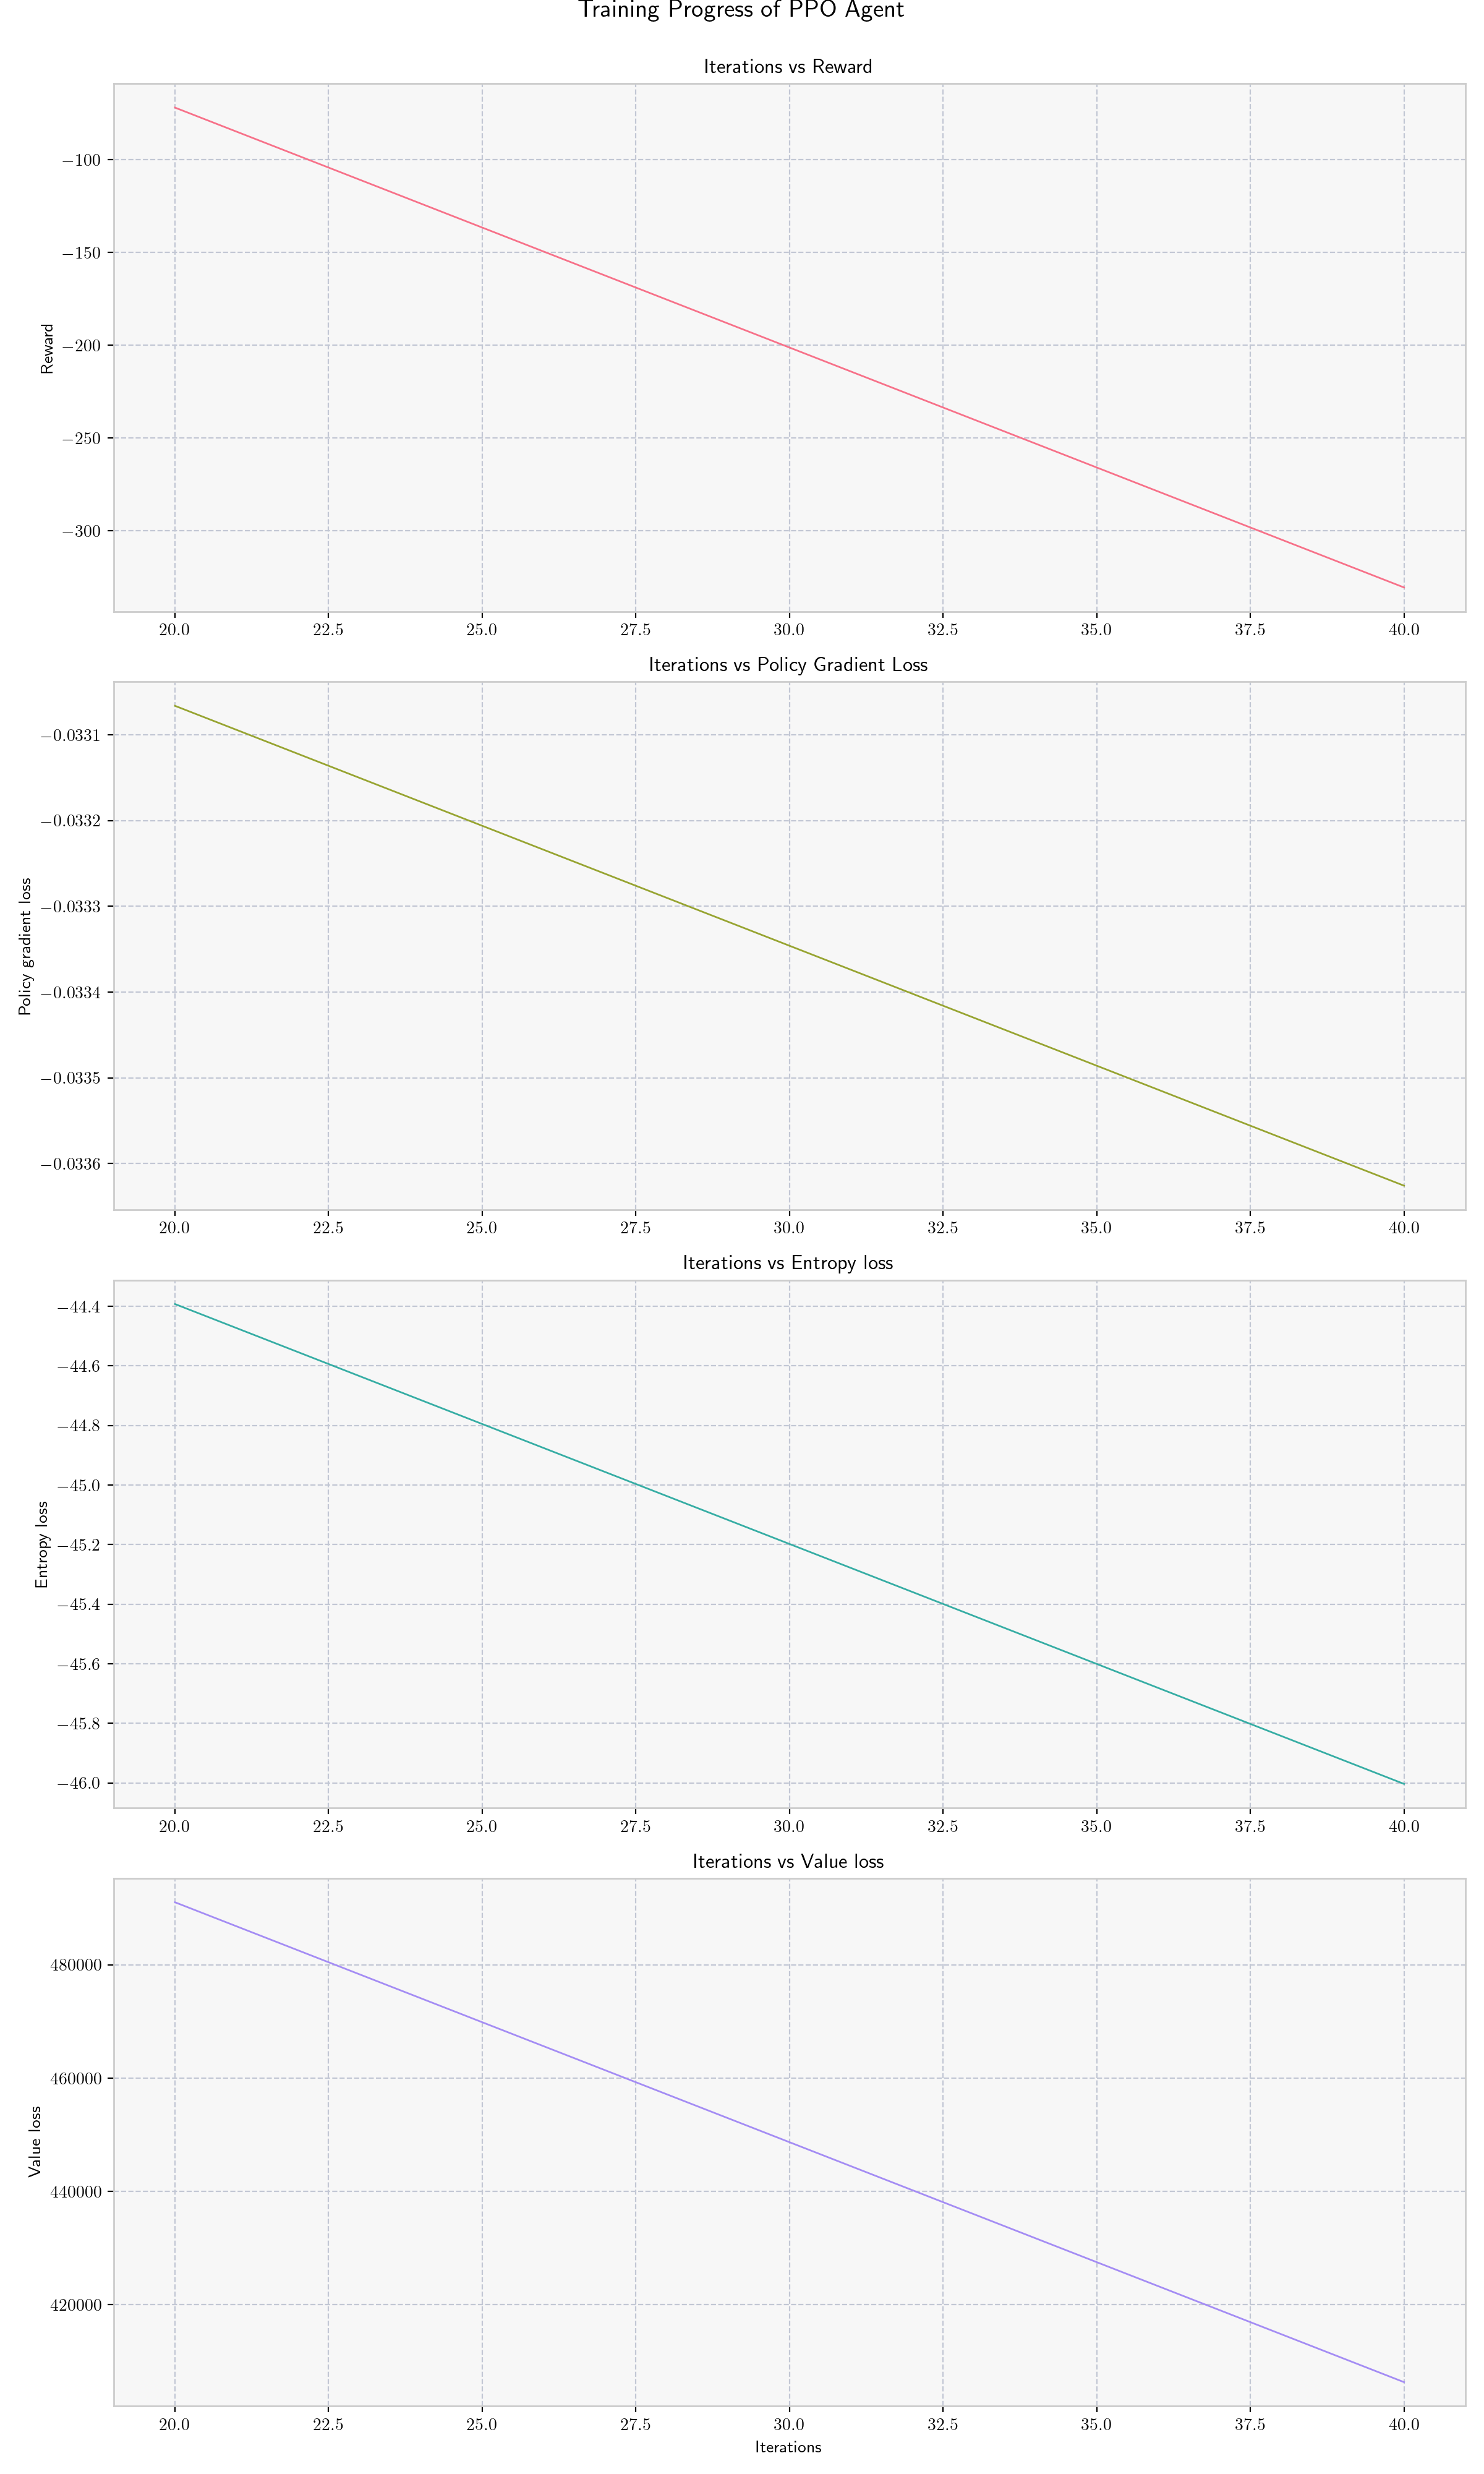 Training Progress of PPO Agent
Iterations vs Reward
Reward
−100
−150
−200
−250
−300
20.0 22.5 25.0 27.5 30.0 32.5 35.0 37.5 40.0
Iterations vs Policy Gradient Loss
Policy gradient loss
−0.0331
−0.0332
−0.0333
−0.0334
−0.0335
−0.0336
20.0 22.5 25.0 27.5 30.0 32.5 35.0 37.5 40.0
Iterations vs Entropy loss
Entropy loss
−44.4
−44.6
−44.8
−45.0
−45.2
−45.4
−45.6
−45.8
−46.0
20.0 22.5 25.0 27.5 30.0 32.5 35.0 37.5 40.0
Iterations vs Value loss
Value loss
480000
460000
440000
420000
20.0 22.5 25.0 27.5 30.0 32.5 35.0 37.5 40.0
Iterations